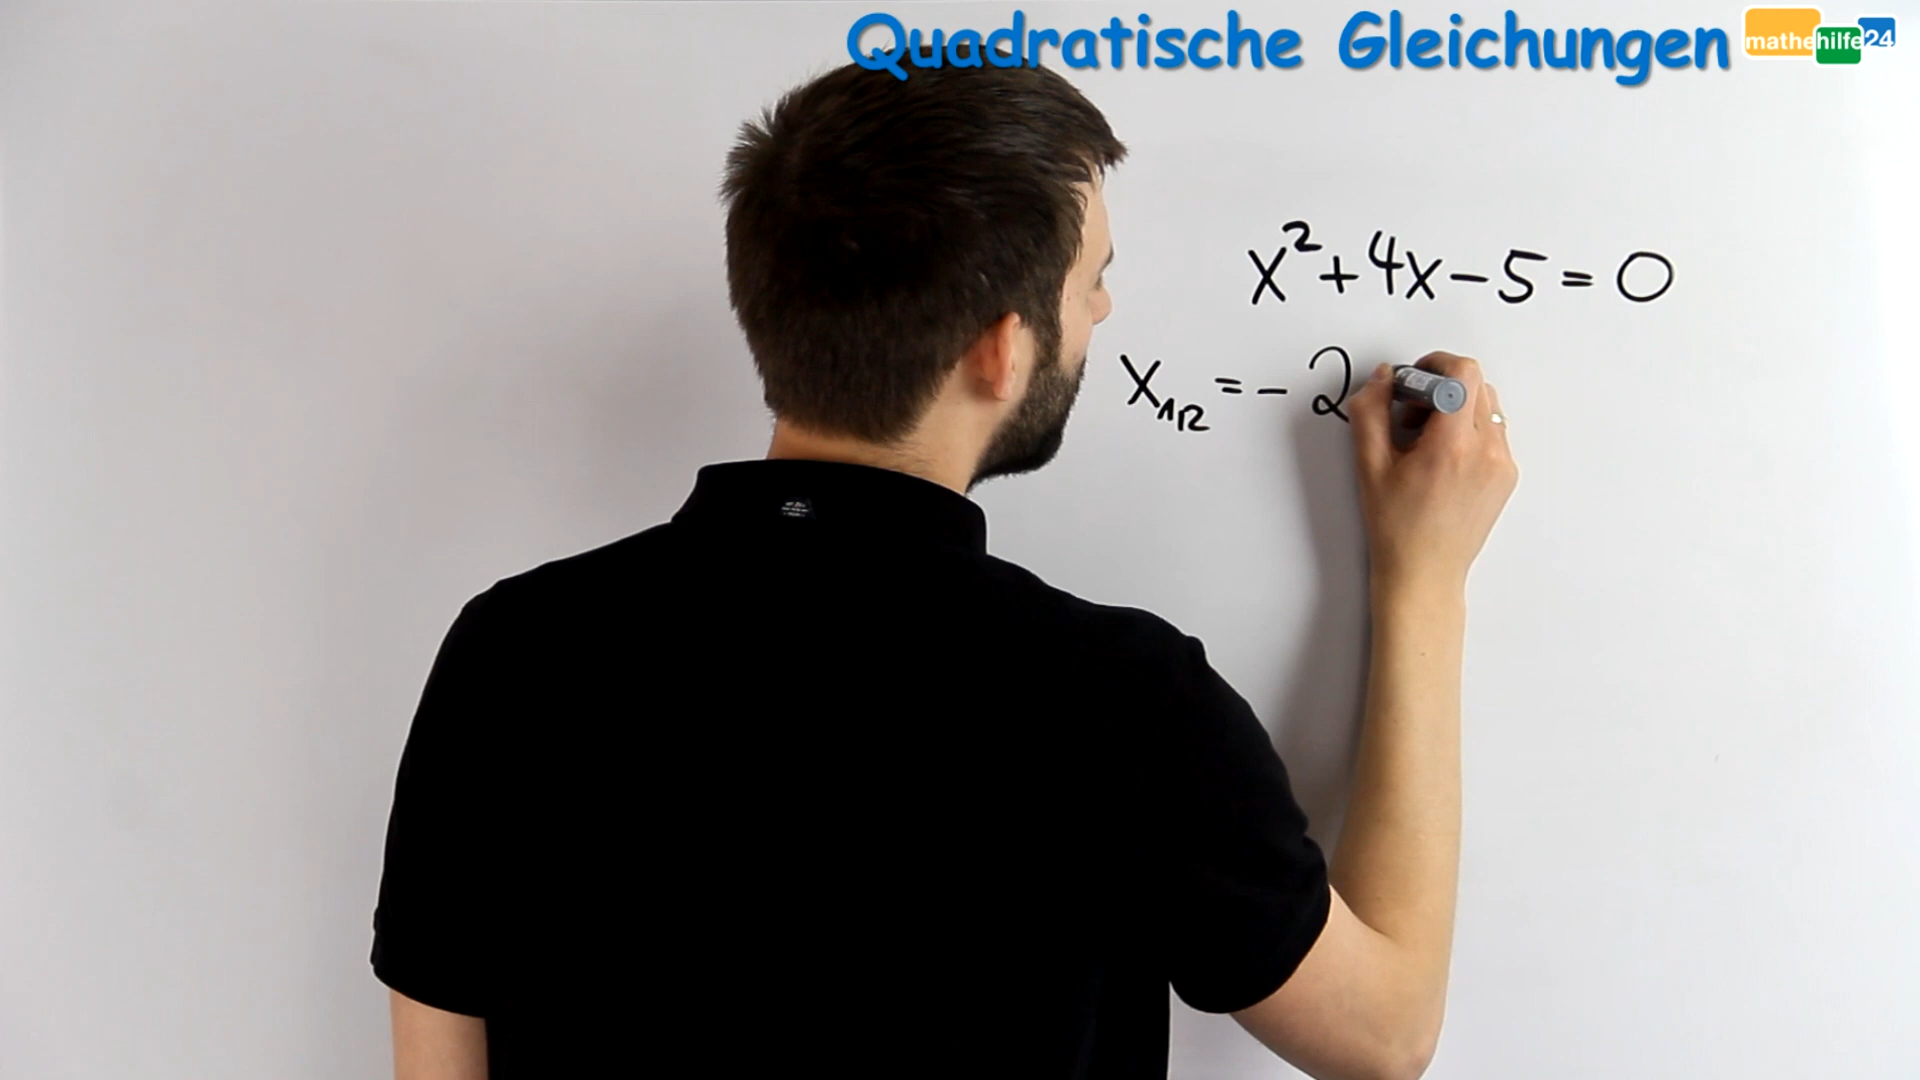 Quadratische Gleichungen
mathehilfe24
x²+4x-5=0
x₁,₂=-2